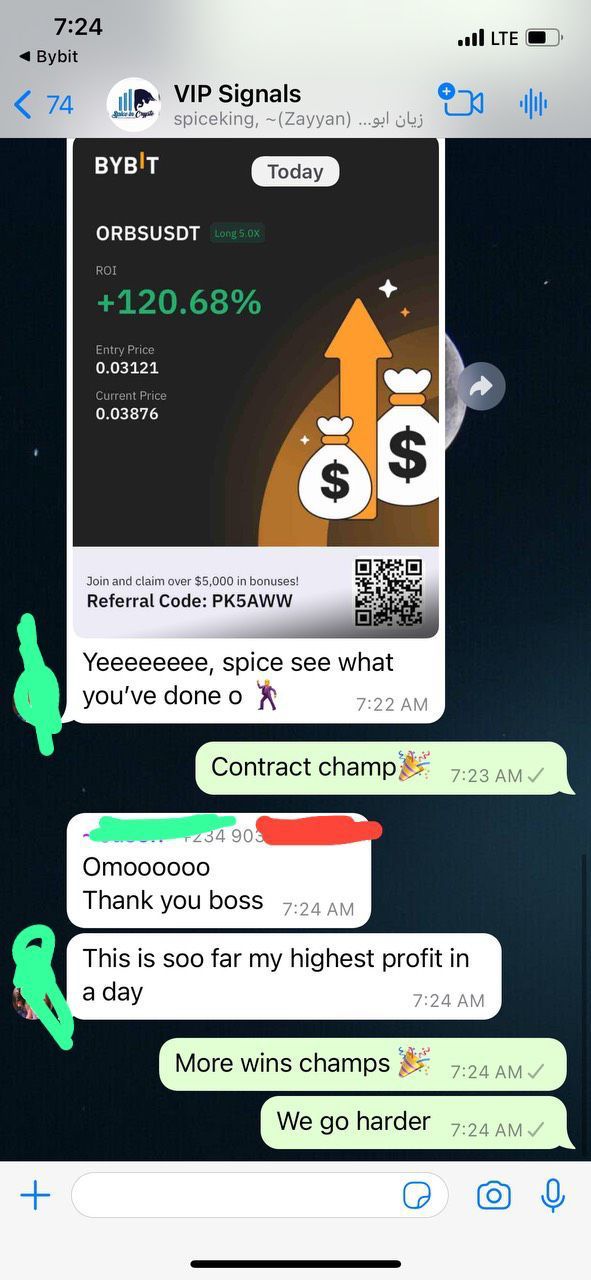 7:24
LTE
◀ Bybit
74
VIP Signals
spiceking, ~(Zayyan) زيان ابو...
BYBIT
Today
ORBSUSDT Long 5.0X
ROI
+120.68%
Entry Price
0.03121
Current Price
0.03876
$ $
Join and claim over $5,000 in bonuses!
Referral Code: PK5AWW
Yeeeeeeee, spice see what
you’ve done o 🕺
7:22 AM
Contract champ🎉 7:23 AM
+234 903
Omoooooo
Thank you boss 7:24 AM
This is soo far my highest profit in
a day 7:24 AM
More wins champs 🎉 7:24 AM
We go harder 7:24 AM